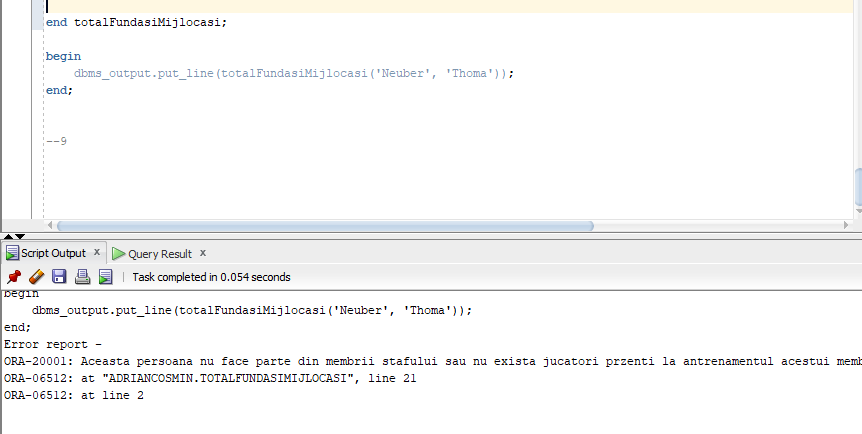 end totalFundasiMijlocasi;
begin
dbms_output.put_line(totalFundasiMijlocasi('Neuber', 'Thoma'));
end;
--9
Script Output x
Query Result x
Task completed in 0.054 seconds
begin
dbms_output.put_line(totalFundasiMijlocasi('Neuber', 'Thoma'));
end;
Error report -
ORA-20001: Aceasta persoana nu face parte din membrii stafului sau nu exista jucatori przenti la antrenamentul acestui
ORA-06512: at "ADRIANCOSMIN.TOTALFUNDASIMIJLOCASI", line 21
ORA-06512: at line 2